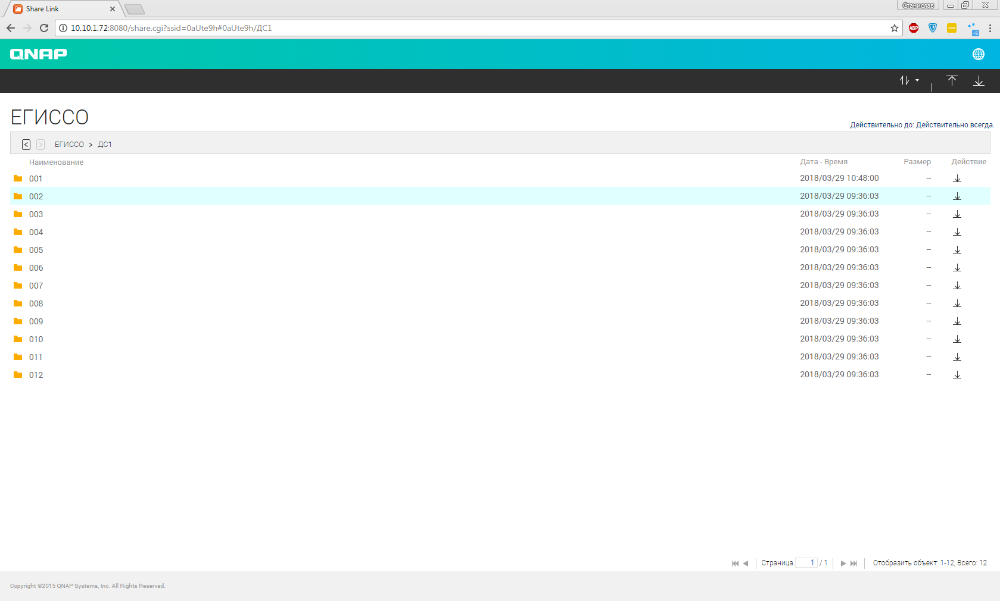 Share Link
Станислав
10.10.1.72:8080/share.cgi?ssid=0aUte9h#0aUte9h/ДС1
ABP
-5
QNAP
ЕГИССО
Действительно до: Действительно всегда.
< > ЕГИССО > ДС1
Наименование Дата - Время Размер Действие
001 2018/03/29 10:48:00 --
002 2018/03/29 09:36:03 --
003 2018/03/29 09:36:03 --
004 2018/03/29 09:36:03 --
005 2018/03/29 09:36:03 --
006 2018/03/29 09:36:03 --
007 2018/03/29 09:36:03 --
008 2018/03/29 09:36:03 --
009 2018/03/29 09:36:03 --
010 2018/03/29 09:36:03 --
011 2018/03/29 09:36:03 --
012 2018/03/29 09:36:03 --
Страница 1 / 1 Отобразить объект: 1-12, Всего: 12
Copyright ©2015 QNAP Systems, Inc. All Rights Reserved.